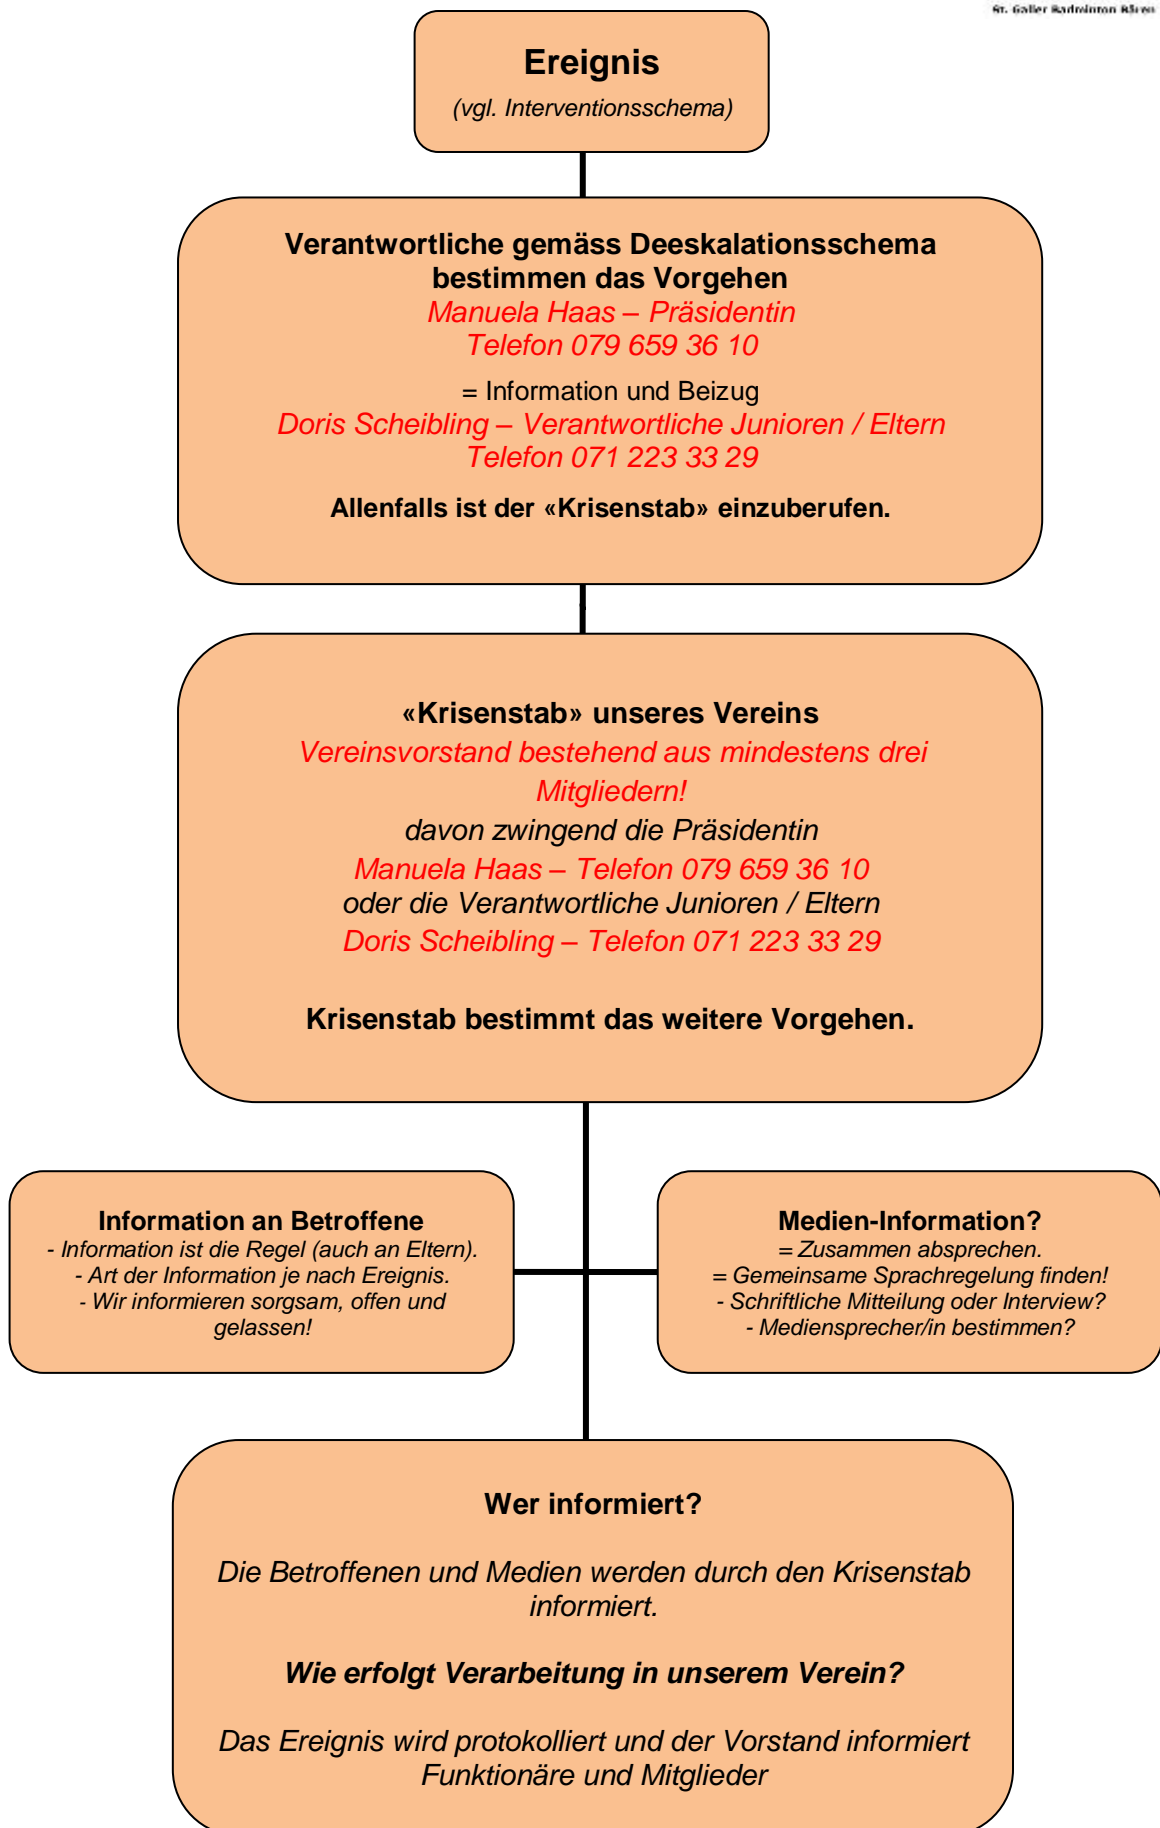 St. Galler Badminton Bären
Ereignis
(vgl. Interventionsschema)
Verantwortliche gemäss Deeskalationsschema
bestimmen das Vorgehen
Manuela Haas – Präsidentin
Telefon 079 659 36 10
= Information und Beizug
Doris Scheibling – Verantwortliche Junioren / Eltern
Telefon 071 223 33 29
Allenfalls ist der «Krisenstab» einzuberufen.
«Krisenstab» unseres Vereins
Vereinsvorstand bestehend aus mindestens drei
Mitgliedern!
davon zwingend die Präsidentin
Manuela Haas – Telefon 079 659 36 10
oder die Verantwortliche Junioren / Eltern
Doris Scheibling – Telefon 071 223 33 29
Krisenstab bestimmt das weitere Vorgehen.
Information an Betroffene
- Information ist die Regel (auch an Eltern).
- Art der Information je nach Ereignis.
- Wir informieren sorgsam, offen und
gelassen!
Medien-Information?
= Zusammen absprechen.
= Gemeinsame Sprachregelung finden!
- Schriftliche Mitteilung oder Interview?
- Mediensprecher/in bestimmen?
Wer informiert?
Die Betroffenen und Medien werden durch den Krisenstab
informiert.
Wie erfolgt Verarbeitung in unserem Verein?
Das Ereignis wird protokolliert und der Vorstand informiert
Funktionäre und Mitglieder